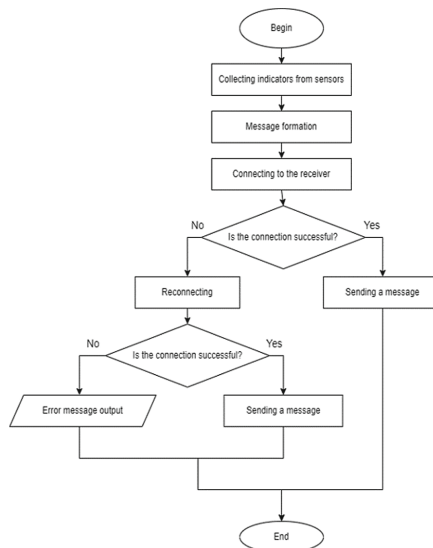 Begin
Collecting indicators from sensors
Message formation
Connecting to the receiver
No
Yes
Is the connection successful?
Reconnecting
Sending a message
No
Yes
Is the connection successful?
Error message output
Sending a message
End